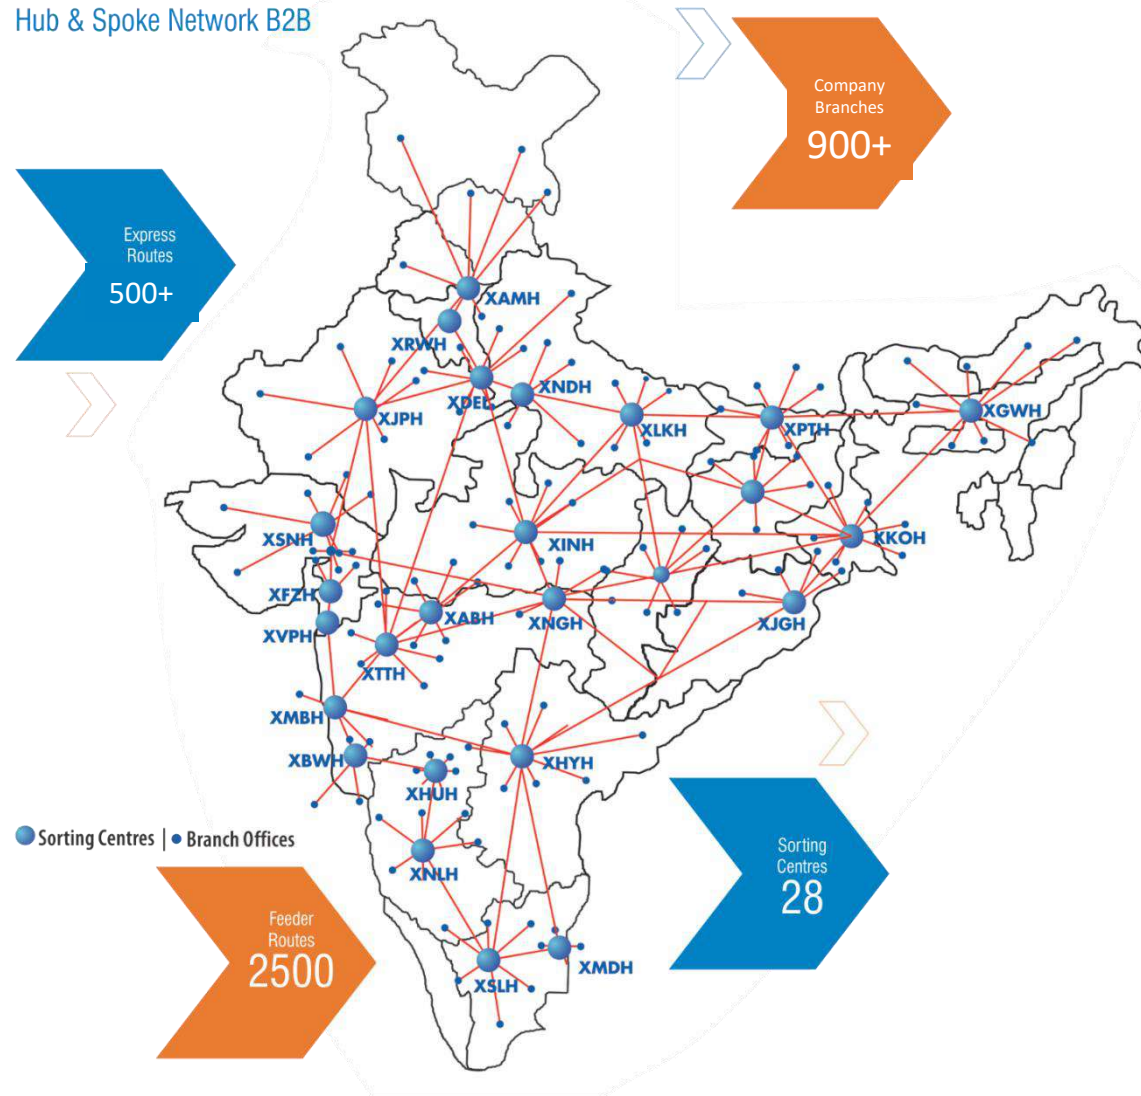 Hub & Spoke Network B2B
Company
Branches
900+
Express
Routes
500+
XAMH
XRWH
XDEL
XNDH
XJPH
XLKH
XPTH
XGWH
XSNH
XINH
XKOH
XFZH
XABH
XNGH
XJGH
XVPH
XTTH
XMBH
XBWH
XHYH
XHUH
Sorting Centres | Branch Offices
XNLH
Sorting
Centres
28
Feeder
Routes
2500
XSLH
XMDH